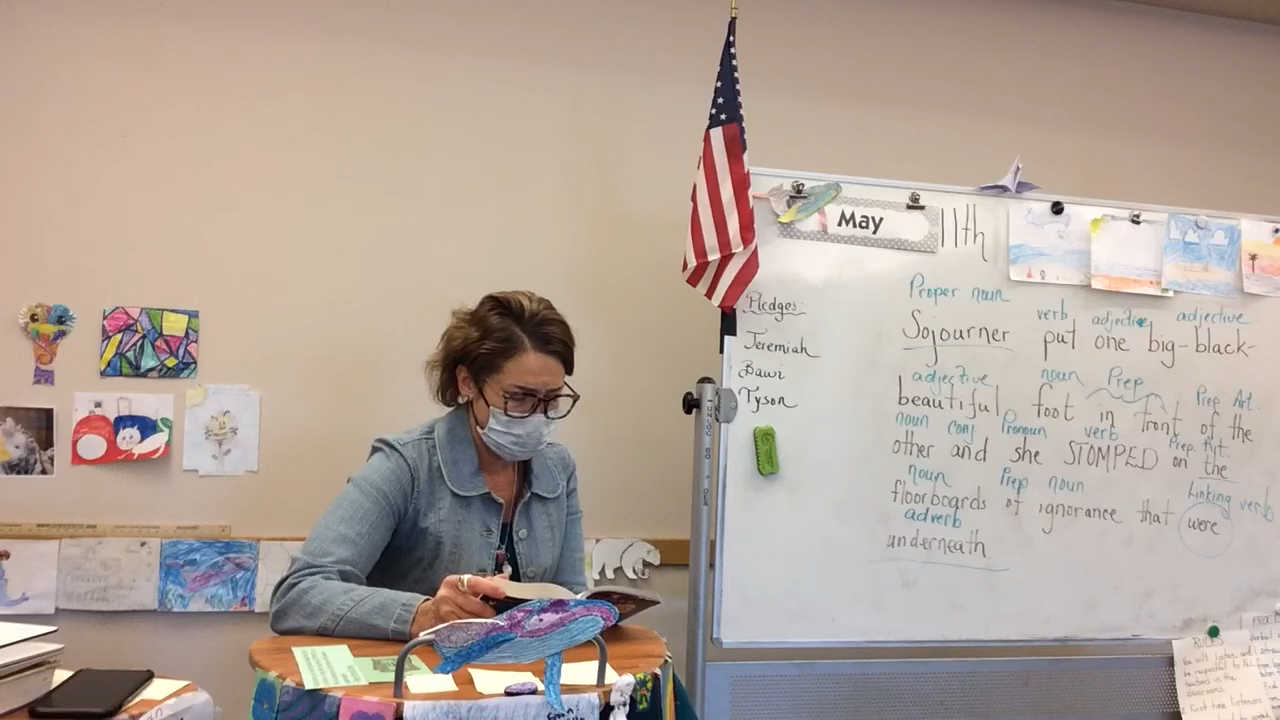 May 11th
Pledges:
Jeremiah
Bawi
Tyson
Proper noun verb adjective adjective
Sojourner put one big-black-
adjective noun Prep Prep Art.
beautiful foot in front of the
noun conj Pronoun verb Prep. Art.
other and she STOMPED on the
noun Prep noun Linking verb
floorboards of ignorance that were
adverb
underneath
RULES